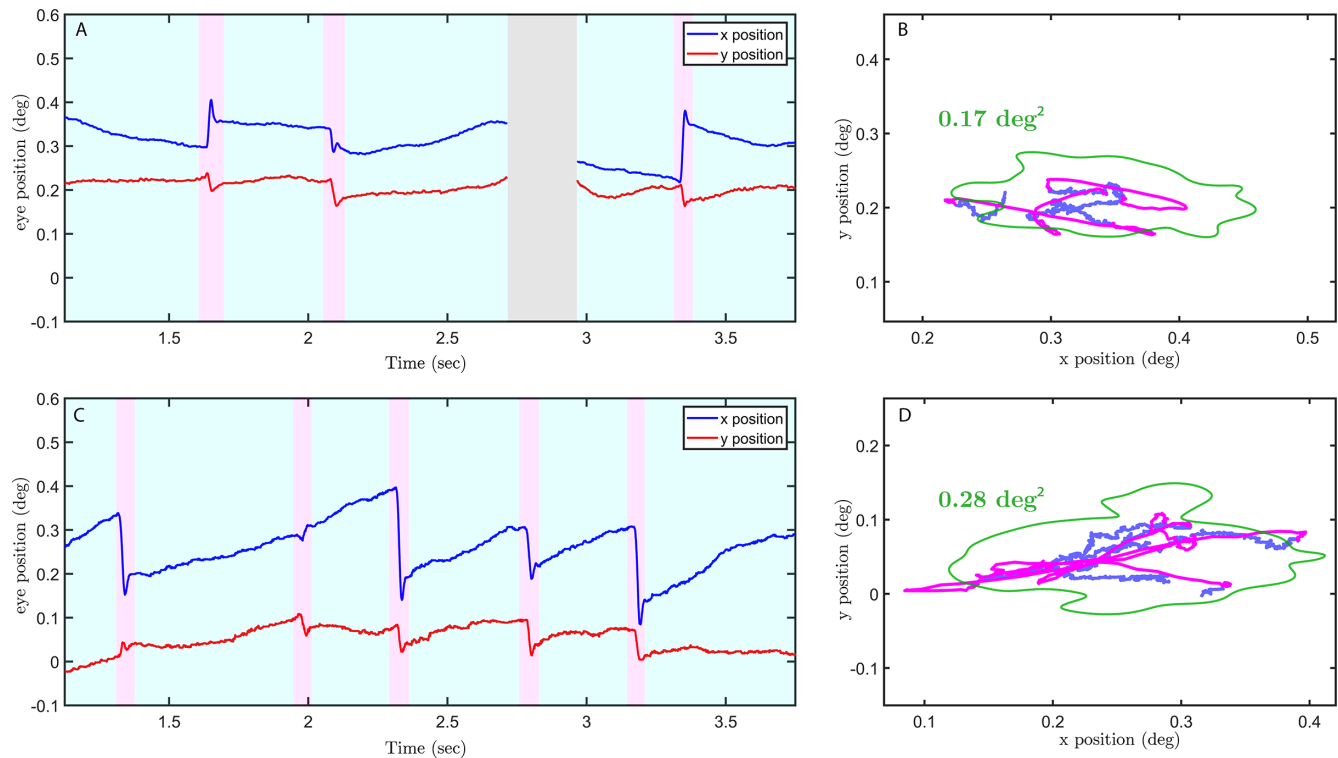 A
x position
y position
0.6
0.5
0.4
0.3
0.2
0.1
0
-0.1
eye position (deg)
1.5
2
2.5
3
3.5
Time (sec)
B
0.17 deg²
0.4
0.3
0.2
0.1
y position (deg)
0.2
0.3
0.4
0.5
x position (deg)
C
x position
y position
0.6
0.5
0.4
0.3
0.2
0.1
0
-0.1
eye position (deg)
1.5
2
2.5
3
3.5
Time (sec)
D
0.28 deg²
0.2
0.1
0
-0.1
y position (deg)
0.1
0.2
0.3
0.4
x position (deg)